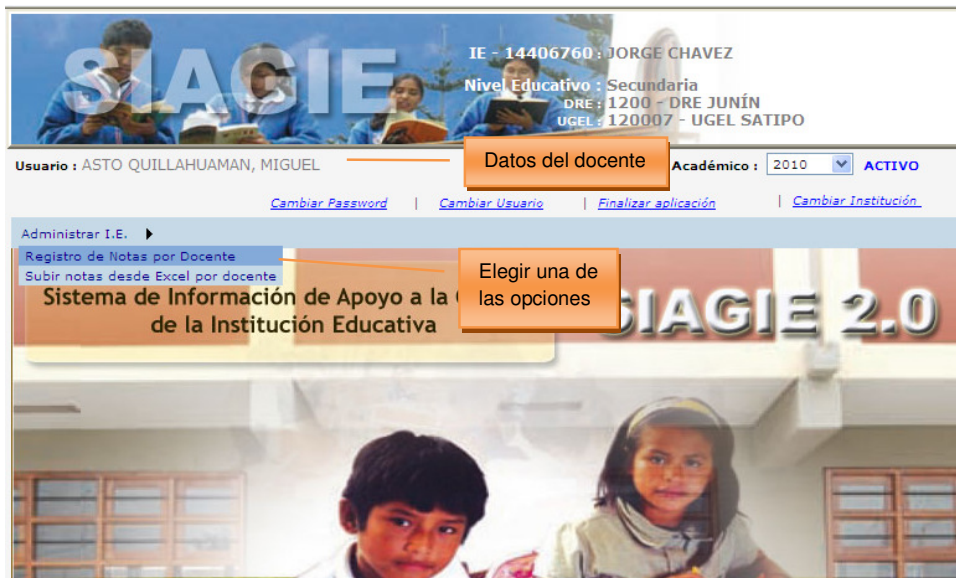 SIAGIE
IE - 14406760 : JORGE CHAVEZ
Nivel Educativo : Secundaria
DRE : 1200 - DRE JUNÍN
UGEL : 120007 - UGEL SATIPO
Usuario : ASTO QUILLAHUAMAN, MIGUEL
Datos del docente
Académico : 2010 ACTIVO
Cambiar Password | Cambiar Usuario | Finalizar aplicación | Cambiar Institución
Administrar I.E.
Registro de Notas por Docente
Subir notas desde Excel por docente
Elegir una de
las opciones
Sistema de Información de Apoyo a la
de la Institución Educativa
SIAGIE 2.0